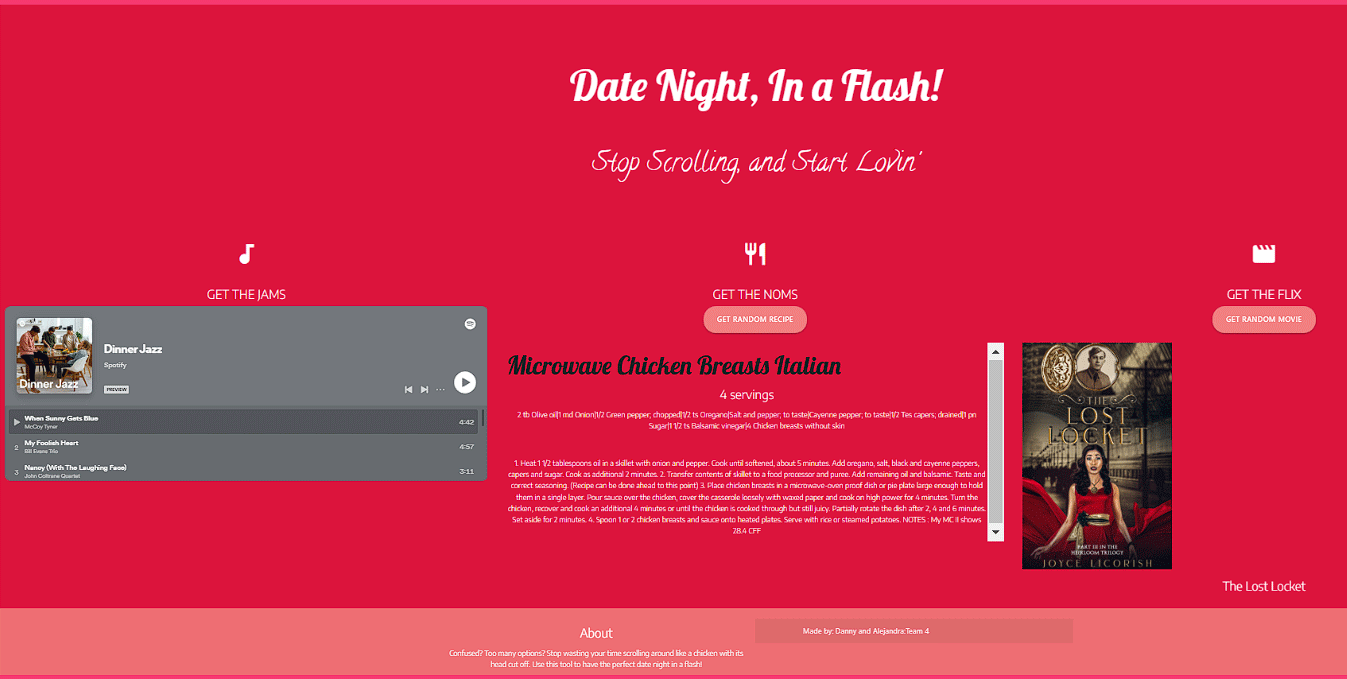 Date Night, In a Flash!
Stop Scrolling, and Start Lovin'
GET THE JAMS
Dinner Jazz
Dinner Jazz
Spotify
PREVIEW
When Sunny Gets Blue
McCoy Tyner
4:42
2
My Foolish Heart
Bill Evans Trio
4:57
3
Nancy (With The Laughing Face)
John Coltrane Quartet
3:11
GET THE NOMS
GET RANDOM RECIPE
Microwave Chicken Breasts Italian
4 servings
2 tb Olive oil|1 md Onion|1/2 Green pepper; chopped|1/2 ts Oregano|Salt and pepper; to taste|Cayenne pepper; to taste|1/2 Tes capers; drained|1 pn
Sugar|1 1/2 ts Balsamic vinegar|4 Chicken breasts without skin
1. Heat 1 1/2 tablespoons oil in a skillet with onion and pepper. Cook until softened, about 5 minutes. Add oregano, salt, black and cayenne peppers,
capers and sugar. Cook as additional 2 minutes. 2. Transfer contents of skillet to a food processor and puree. Add remaining oil and balsamic. Taste and
correct seasoning. (Recipe can be done ahead to this point) 3. Place chicken breasts in a microwave-oven proof dish or pie plate large enough to hold
them in a single layer. Pour sauce over the chicken, cover the casserole loosely with waxed paper and cook on high power for 4 minutes. Turn the
chicken, recover and cook an additional 4 minutes or until the chicken is cooked through but still juicy. Partially rotate the dish after 2, 4 and 6 minutes.
Set aside for 2 minutes. 4. Spoon 1 or 2 chicken breasts and sauce onto heated plates. Serve with rice or steamed potatoes. NOTES : My MC II shows
28.4 CFF
GET THE FLIX
GET RANDOM MOVIE
THE
LOST
LOCKET
PART III IN THE
HEIRLOOM TRILOGY
JOYCE LICORISH
The Lost Locket
About
Confused? Too many options? Stop wasting your time scrolling around like a chicken with its
head cut off. Use this tool to have the perfect date night in a flash!
Made by: Danny and Alejandra:Team 4